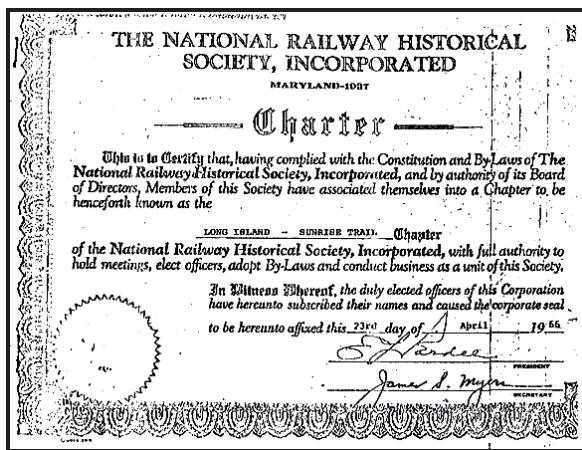 THE NATIONAL RAILWAY HISTORICAL
SOCIETY, INCORPORATED
MARYLAND-1937
Charter
This is to Certify that, having complied with the Constitution and By-Laws of The
National Railway Historical Society, Incorporated, and by authority of its Board
of Directors, Members of this Society have associated themselves into a Chapter to be
henceforth known as the
LONG ISLAND - SUNRISE TRAIL Chapter
of the National Railway Historical Society, Incorporated, with full authority to
hold meetings, elect officers, adopt By-Laws and conduct business as a unit of this Society.
In Witness Whereof, the duly elected officers of this Corporation
have hereunto subscribed their names and caused the corporate seal
to be hereunto affixed this 23rd day of April 1966
PRESIDENT
James S. Myers
SECRETARY